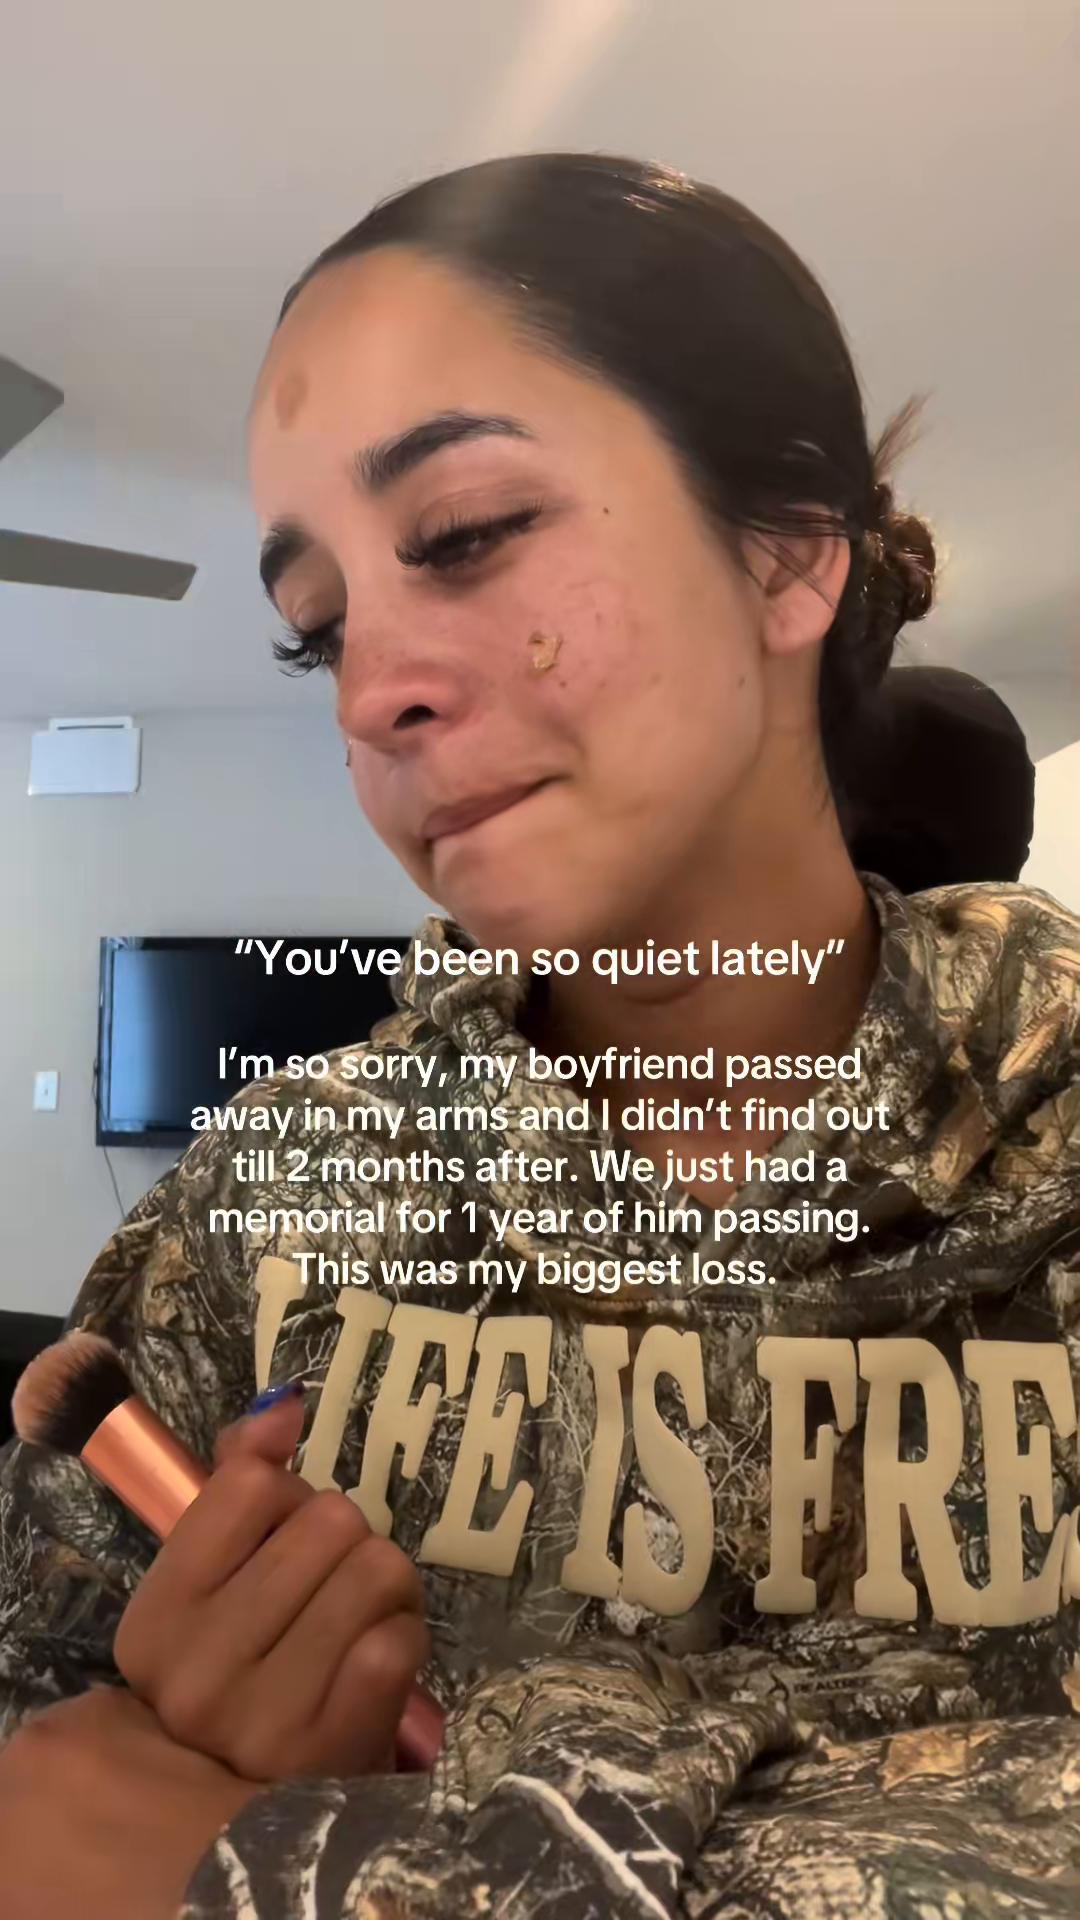 “You’ve been so quiet lately”
I’m so sorry, my boyfriend passed
away in my arms and I didn’t find out
till 2 months after. We just had a
memorial for 1 year of him passing.
This was my biggest loss.
LIFE IS FRE
REALTREE